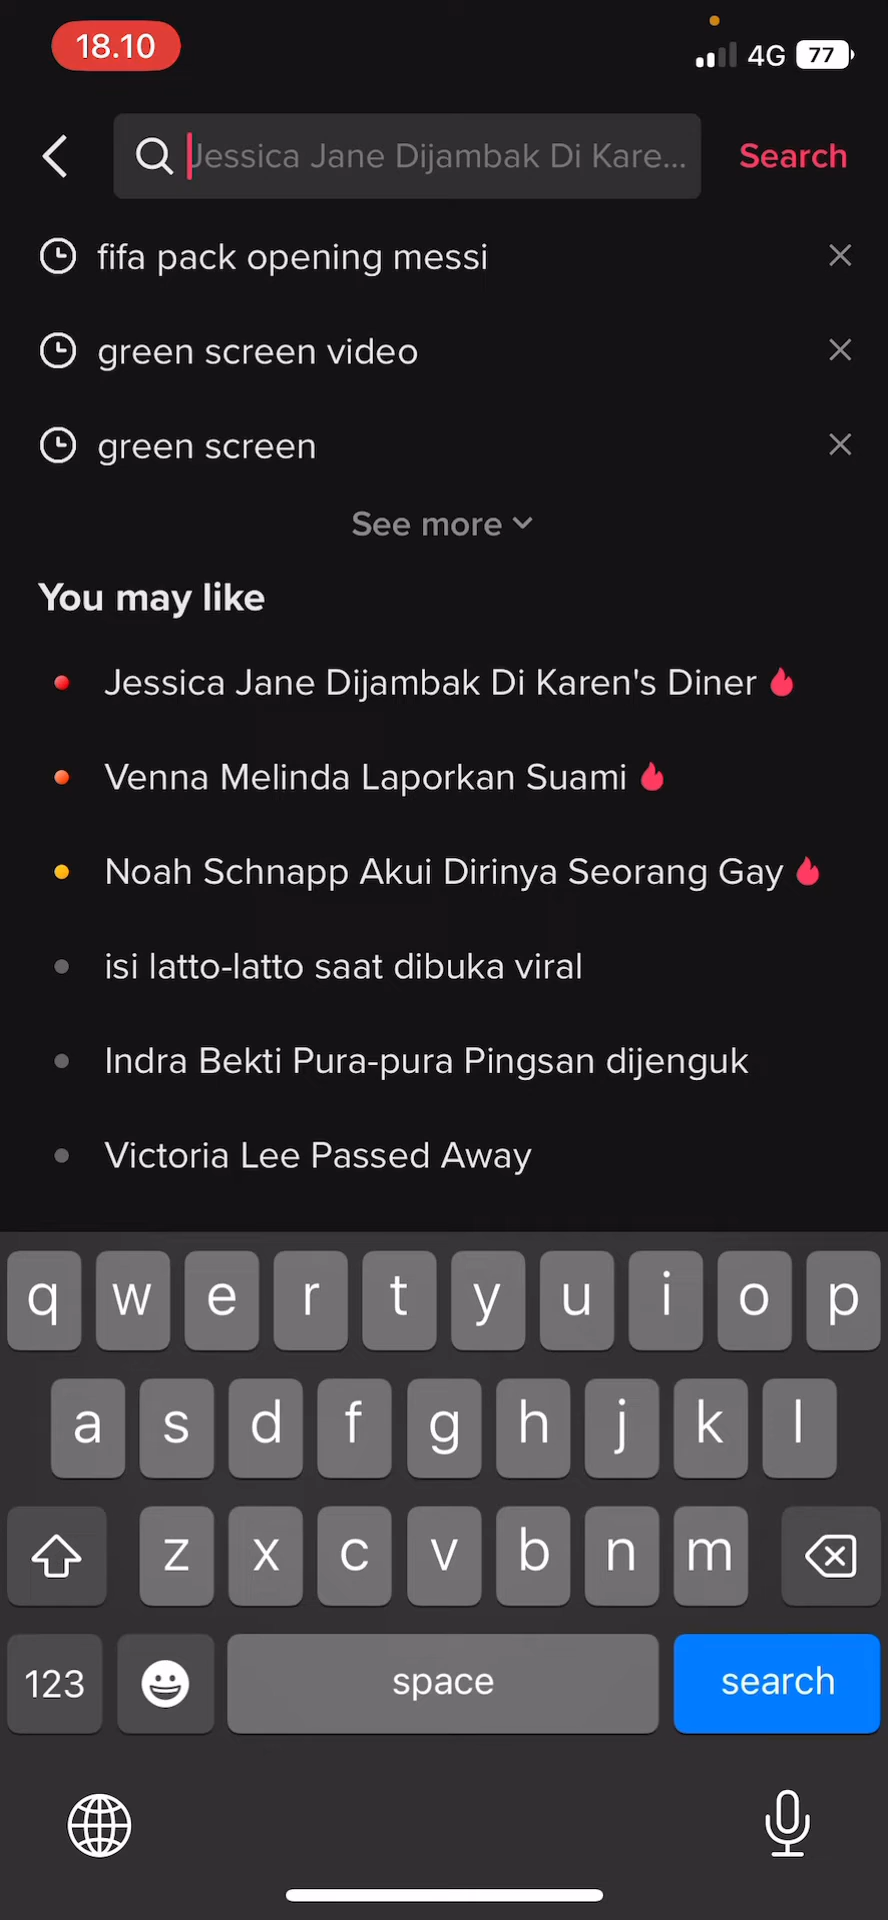 18.10
4G 77
Jessica Jane Dijambak Di Kare... Search
fifa pack opening messi
green screen video
green screen
See more
You may like
Jessica Jane Dijambak Di Karen's Diner
Venna Melinda Laporkan Suami
Noah Schnapp Akui Dirinya Seorang Gay
isi latto-latto saat dibuka viral
Indra Bekti Pura-pura Pingsan dijenguk
Victoria Lee Passed Away
q w e r t y u i o p
a s d f g h j k l
z x c v b n m
123 space search